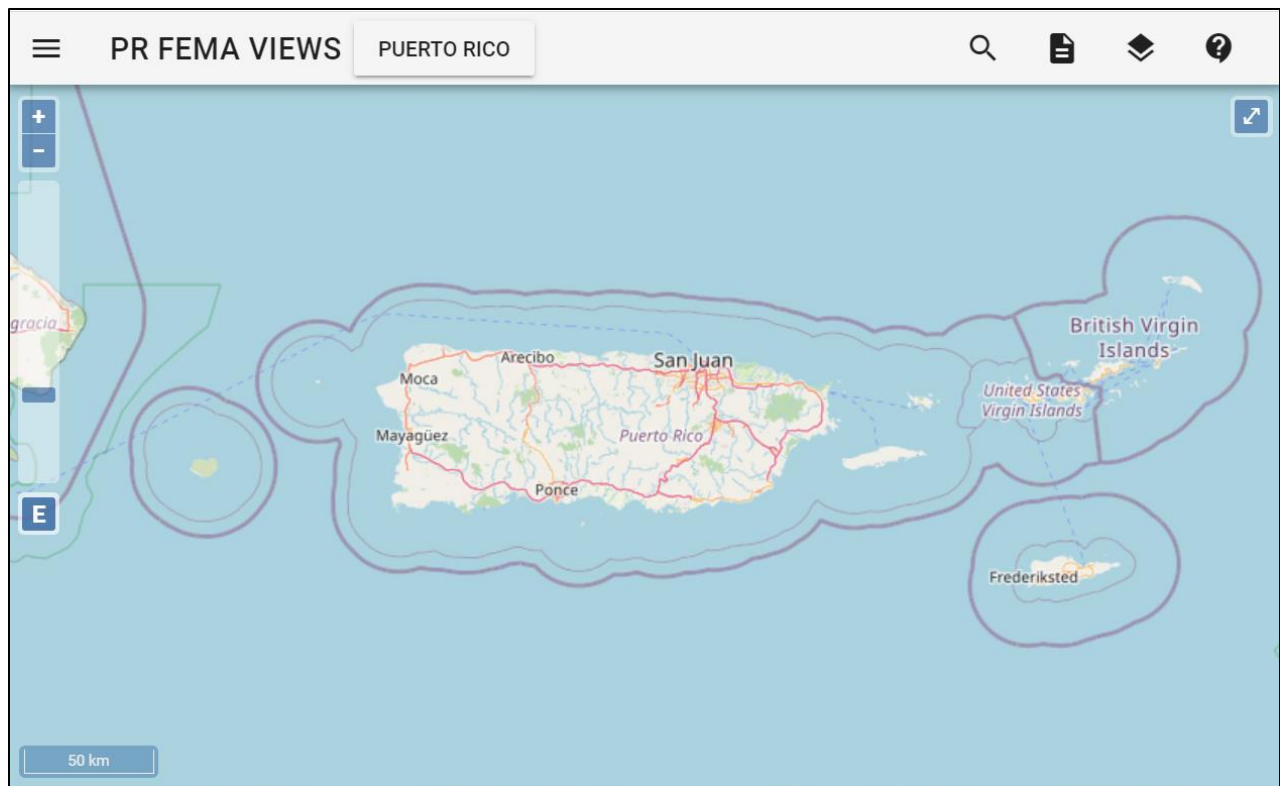 PR FEMA VIEWS
PUERTO RICO
+
-
gracia
British Virgin
Islands
San Juan
Arecibo
Moca
United States
Virgin Islands
Mayagüez
Puerto Rico
Ponce
E
Frederiksted
50 km